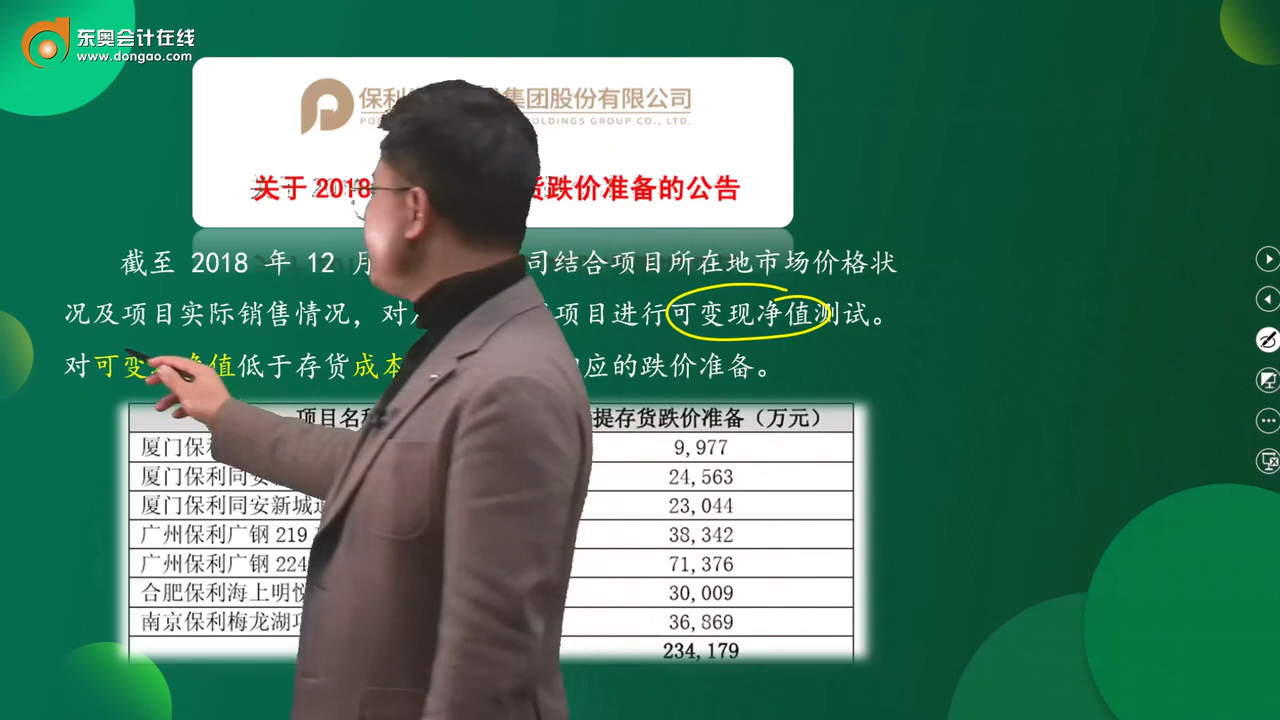 东奥会计在线
www.dongao.com
保利 集团股份有限公司
HOLDINGS GROUP CO., LTD.
关于 2018 货跌价准备的公告
截至 2018 年 12 月 司结合项目所在地市场价格状
况及项目实际销售情况，对 项目进行可变现净值测试。
对可变现净值低于存货成本 应的跌价准备。
项目名称 提存货跌价准备（万元）
厦门保利 9,977
厦门保利同安 24,563
厦门保利同安新城 23,044
广州保利广钢 219 38,342
广州保利广钢 224 71,376
合肥保利海上明悦 30,009
南京保利梅龙湖项 36,869
234,179